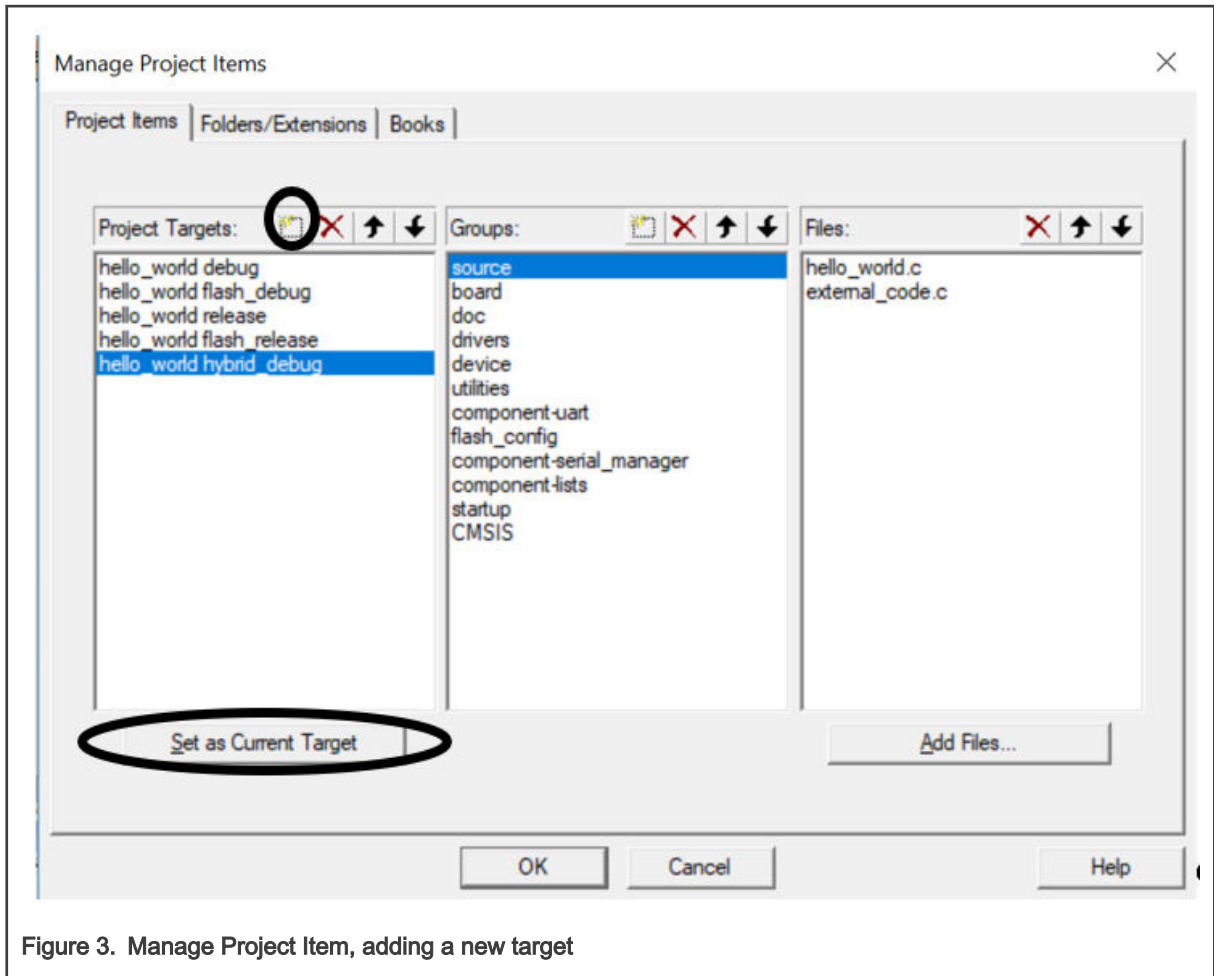 Manage Project Items
Project Items Folders/Extensions Books
Project Targets:
hello_world debug
hello_world flash_debug
hello_world release
hello_world flash_release
hello_world hybrid_debug
Set as Current Target
Groups:
source
board
doc
drivers
device
utilities
component-uart
flash_config
component-serial_manager
component-lists
startup
CMSIS
Files:
hello_world.c
external_code.c
Add Files...
OK Cancel Help
Figure 3. Manage Project Item, adding a new target